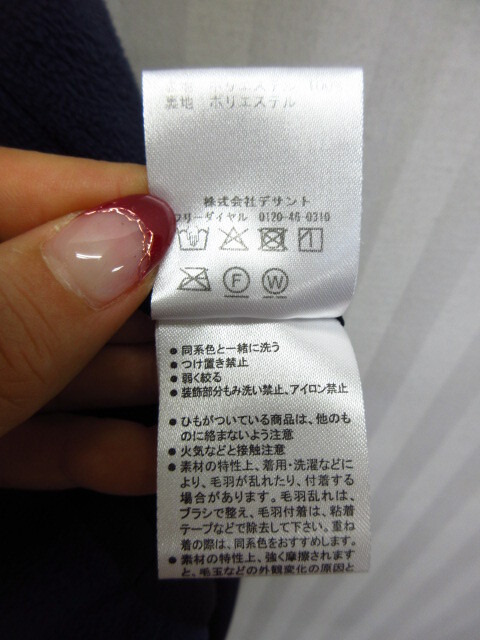 ポリエステル 100%
裏地 ポリエステル
株式会社デサント
フリーダイヤル 0120-46-0310
F W
● 同系色と一緒に洗う
● つけ置き禁止
● 弱く絞る
● 装飾部分もみ洗い禁止、アイロン禁止
● ひもがついている商品は、他のも
のに絡まないよう注意
● 火気などと接触注意
● 素材の特性上、着用・洗濯などに
より、毛羽が乱れたり、付着する
場合があります。毛羽乱れは、
ブラシで整え、毛羽付着は、粘着
テープなどで除去して下さい。重ね
着の際は、同系色をおすすめします。
● 素材の特性上、強く摩擦されます
と、毛玉などの外観変化の原因と